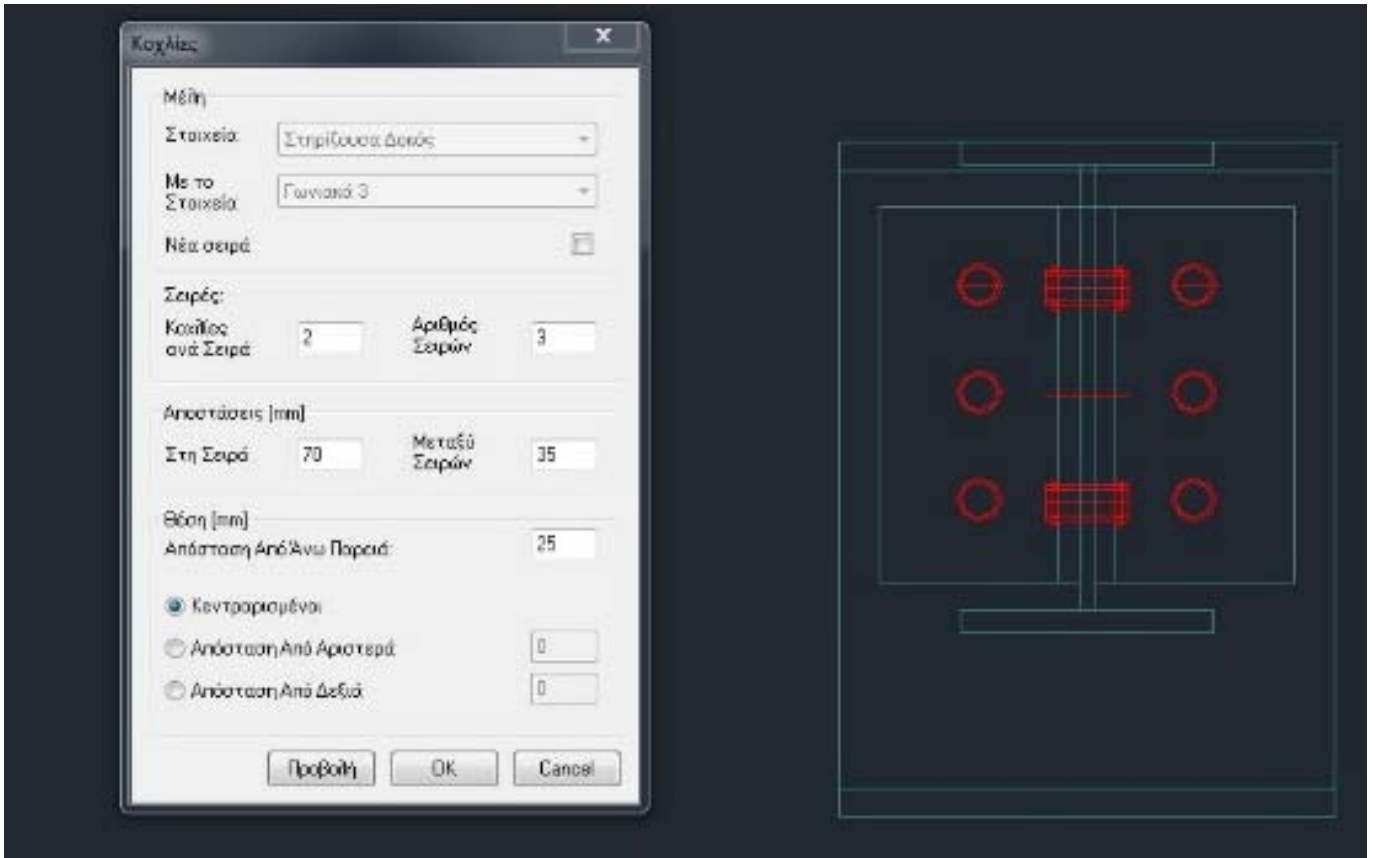 Κοχλίες
Μέλη
Στοιχείο
Στηρίζουσα Δοκός
Με το
Στοιχείο
Γωνιακό 3
Νέα σειρά
Σειρές:
Κοχλίες
ανά Σειρά
2
Αριθμός
Σειρών
3
Αποστάσεις [mm]
Στη Σειρά
70
Μεταξύ
Σειρών
35
Θέση [mm]
Απόσταση Από Άνω Παρειά:
25
Κεντραρισμένοι
Απόσταση Από Αριστερά
0
Απόσταση Από Δεξιά
0
Προβολή
OK
Cancel